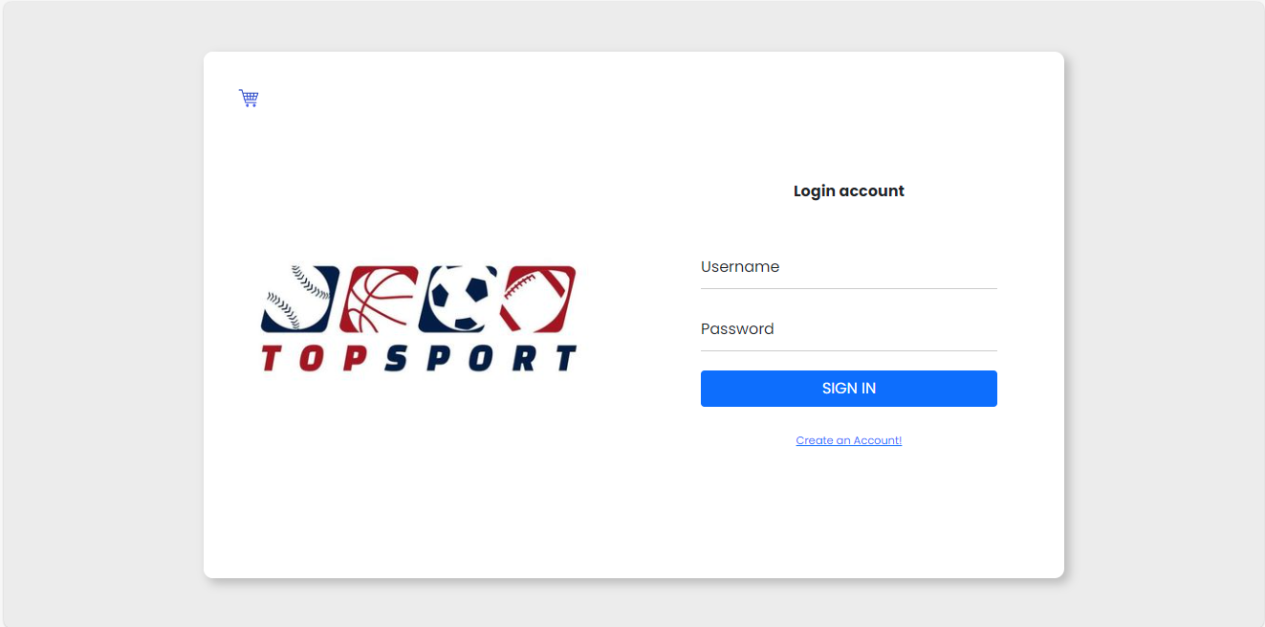 TOPSPORT
Login account
Username
Password
SIGN IN
Create an Account!